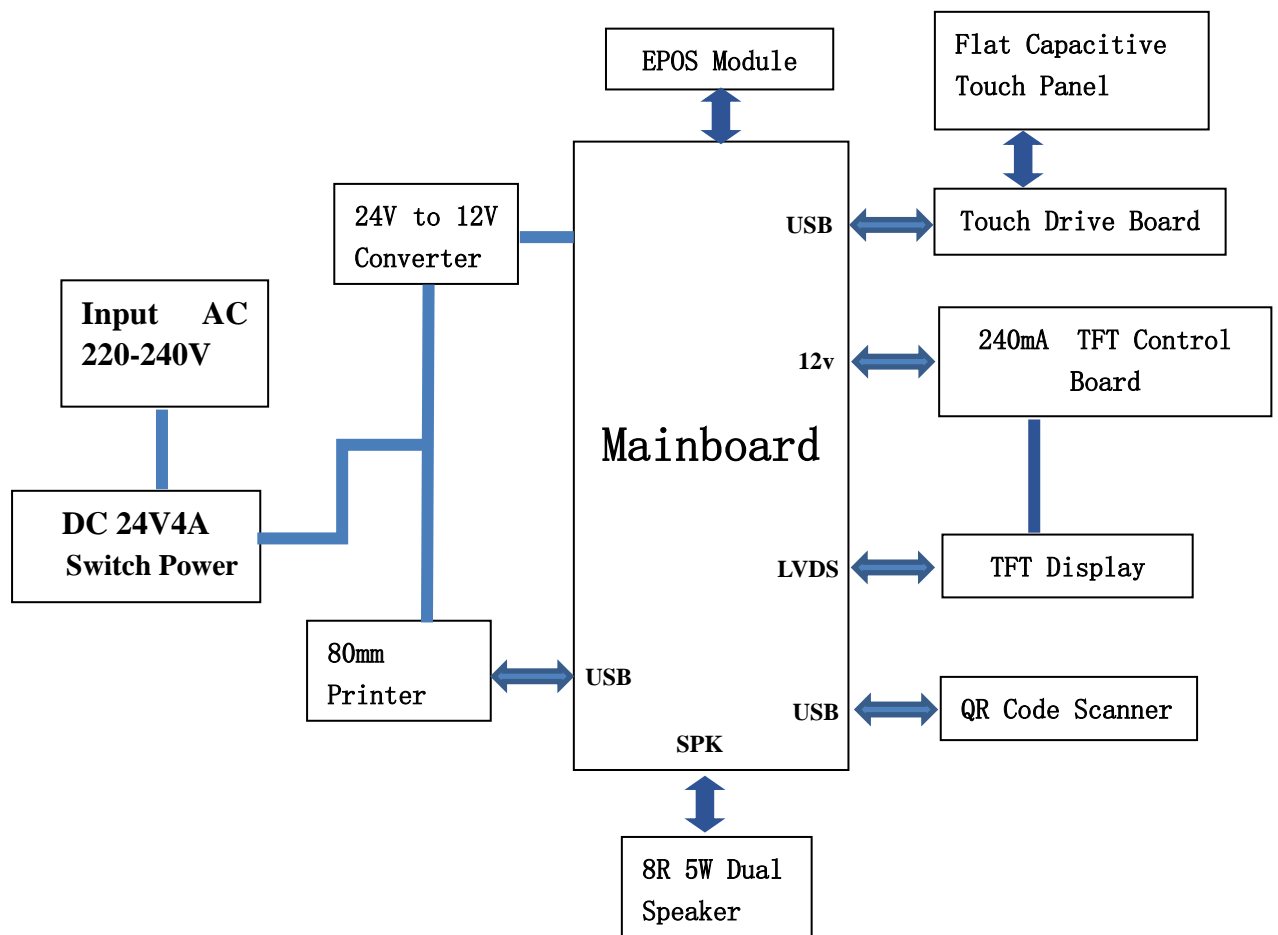 EPOS Module
Flat Capacitive
Touch Panel
24V to 12V
Converter
USB
Touch Drive Board
Input AC
220-240V
12v
240mA TFT Control
Board
Mainboard
DC 24V4A
Switch Power
LVDS
TFT Display
80mm
Printer
USB
USB
QR Code Scanner
SPK
8R 5W Dual
Speaker